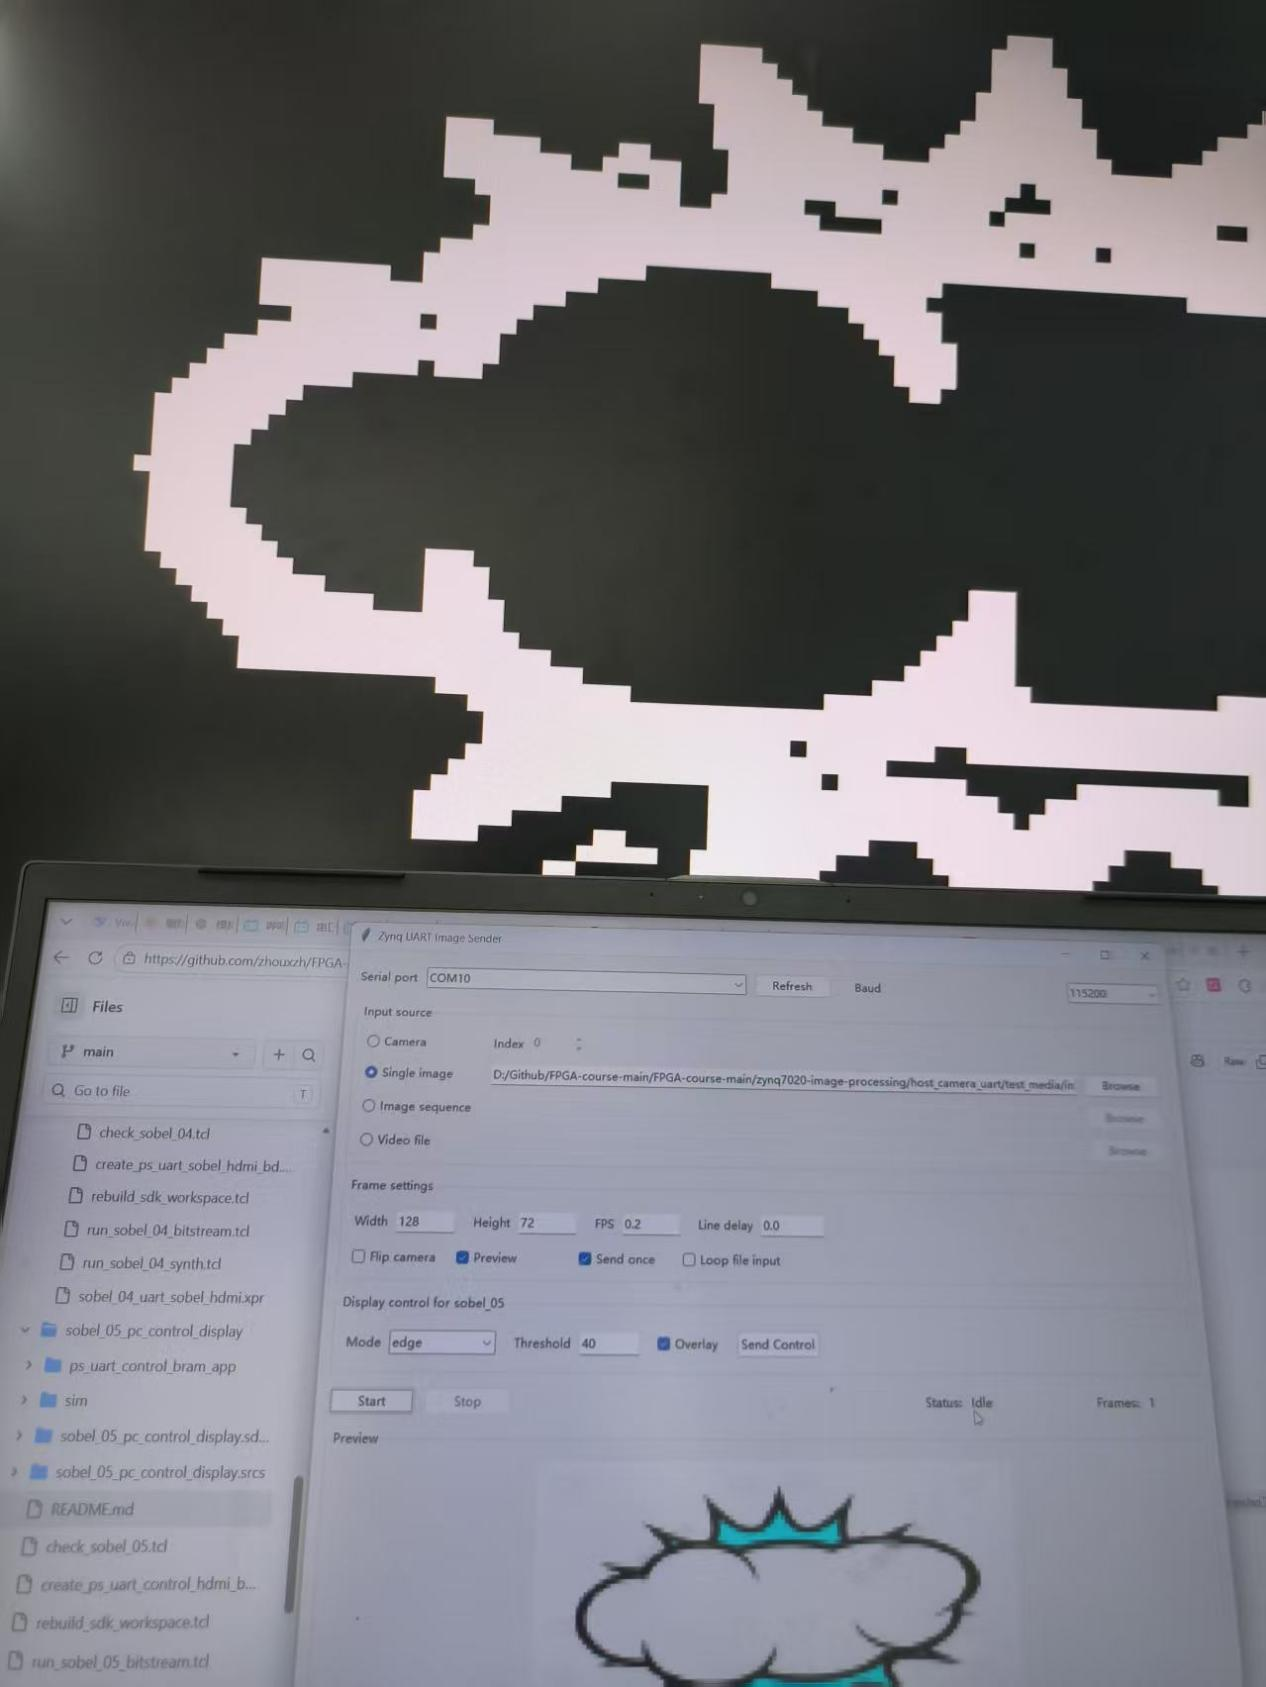 Zynq UART Image Sender
https://github.com/zhouxzh/FPGA-
Serial port COM10 Refresh Baud 115200
Files
Input source
Camera Index 0
main
Single image D:/Github/FPGA-course-main/FPGA-course-main/zynq7020-image-processing/host_camera_uart/test_media/in Browse
Raw
Go to file T
Image sequence Browse
Video file Browse
check_sobel_04.tcl
create_ps_uart_sobel_hdmi_bd....
rebuild_sdk_workspace.tcl
run_sobel_04_bitstream.tcl
run_sobel_04_synth.tcl
sobel_04_uart_sobel_hdmi.xpr
sobel_05_pc_control_display
ps_uart_control_bram_app
sim
sobel_05_pc_control_display.sd...
sobel_05_pc_control_display.srcs
README.md
check_sobel_05.tcl
create_ps_uart_control_hdmi_b...
rebuild_sdk_workspace.tcl
run_sobel_05_bitstream.tcl
Frame settings
Width 128 Height 72 FPS 0.2 Line delay 0.0
Flip camera Preview Send once Loop file input
Display control for sobel_05
Mode edge Threshold 40 Overlay Send Control
Start Stop Status: Idle Frames: 1
Preview